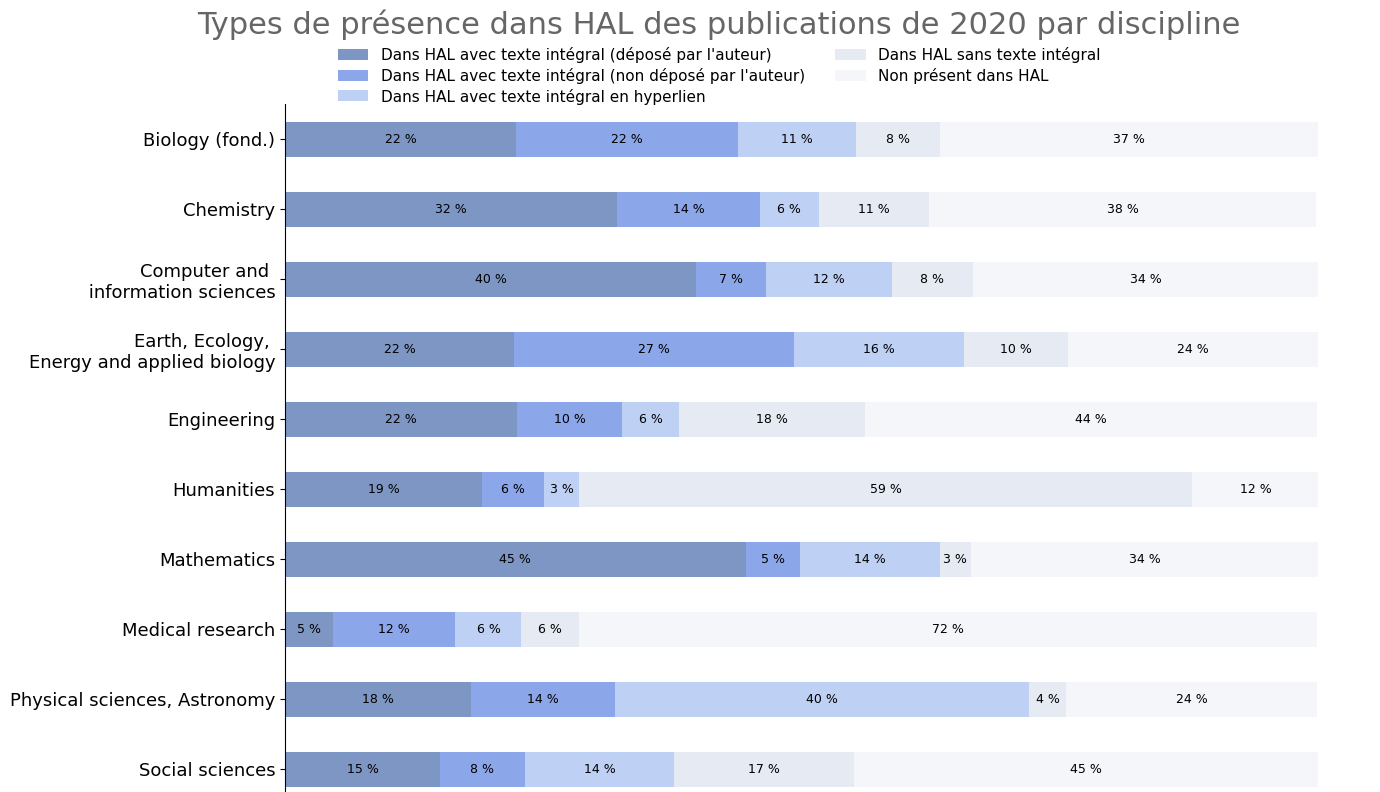 Types de présence dans HAL des publications de 2020 par discipline
Dans HAL avec texte intégral (déposé par l'auteur)
Dans HAL avec texte intégral (non déposé par l'auteur)
Dans HAL avec texte intégral en hyperlien
Dans HAL sans texte intégral
Non présent dans HAL
Biology (fond.)
22 % 22 % 11 % 8 % 37 %
Chemistry
32 % 14 % 6 % 11 % 38 %
Computer and
information sciences
40 % 7 % 12 % 8 % 34 %
Earth, Ecology,
Energy and applied biology
22 % 27 % 16 % 10 % 24 %
Engineering
22 % 10 % 6 % 18 % 44 %
Humanities
19 % 6 % 3 % 59 % 12 %
Mathematics
45 % 5 % 14 % 3 % 34 %
Medical research
5 % 12 % 6 % 6 % 72 %
Physical sciences, Astronomy
18 % 14 % 40 % 4 % 24 %
Social sciences
15 % 8 % 14 % 17 % 45 %